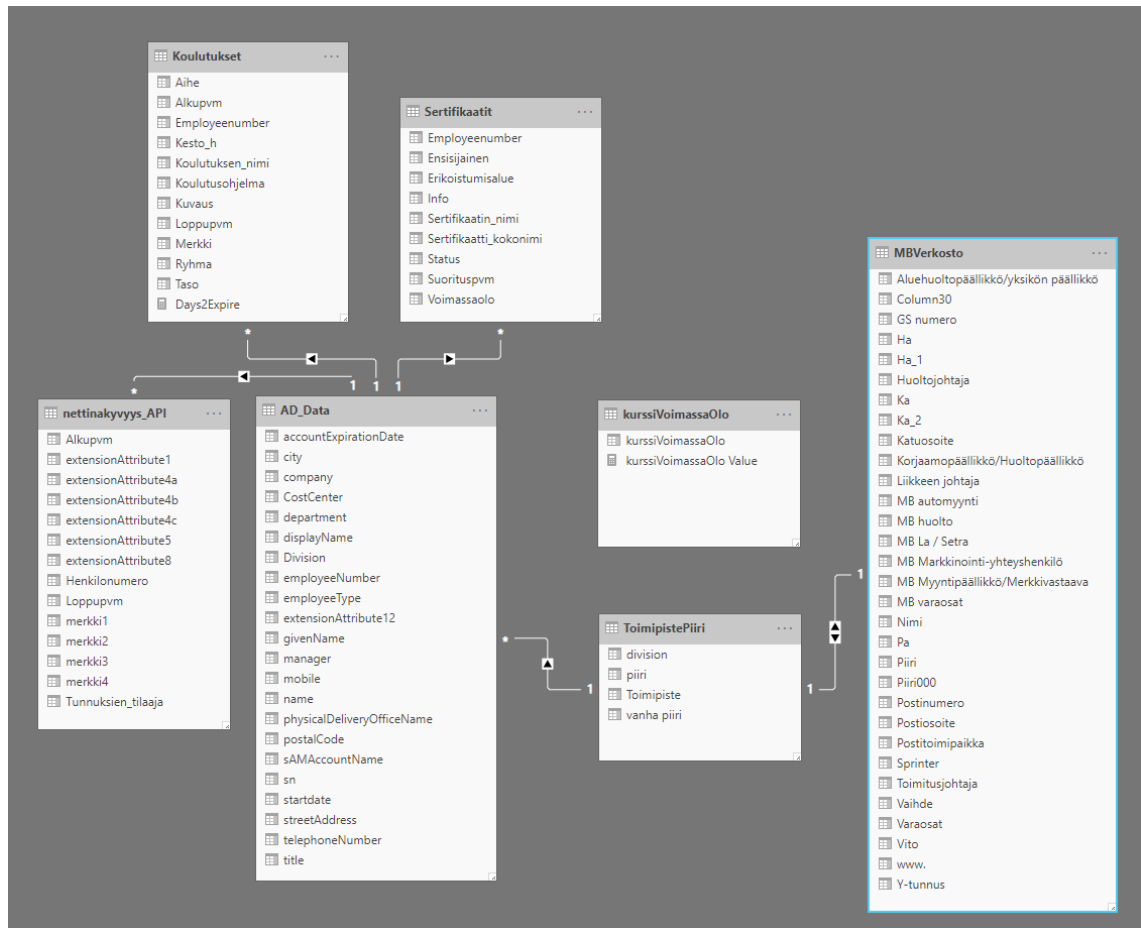 Koulutukset
Aihe
Alkupvm
Employeenumber
Kesto_h
Koulutuksen_nimi
Koulutusohjelma
Kuvaus
Loppupvm
Merkki
Ryhma
Taso
Days2Expire
Sertifikaatit
Employeenumber
Ensisijainen
Erikoistumisalue
Info
Sertifikaatin_nimi
Sertifikaatti_kokonimi
Status
Suorituspvm
Voimassaolo
*
*
*
1
1
1
nettinakyvyys_API
Alkupvm
extensionAttribute1
extensionAttribute4a
extensionAttribute4b
extensionAttribute4c
extensionAttribute5
extensionAttribute8
Henkilonumero
Loppupvm
merkki1
merkki2
merkki3
merkki4
Tunnuksien_tilaaja
AD_Data
accountExpirationDate
city
company
CostCenter
department
displayName
Division
employeeNumber
employeeType
extensionAttribute12
givenName
manager
mobile
name
physicalDeliveryOfficeName
postalCode
sAMAccountName
sn
startdate
streetAddress
telephoneNumber
title
kurssiVoimassaOlo
kurssiVoimassaOlo
kurssiVoimassaOlo Value
*
1
ToimipistePiiri
division
piiri
Toimipiste
vanha piiri
1
1
MBVerkosto
Aluehuoltopäällikkö/yksikön päällikkö
Column30
GS numero
Ha
Ha_1
Huoltojohtaja
Ka
Ka_2
Katuosoite
Korjaamopäällikkö/Huoltopäällikkö
Liikkeen johtaja
MB automyynti
MB huolto
MB La / Setra
MB Markkinointi-yhteyshenkilö
MB Myyntipäällikkö/Merkkivastaava
MB varaosat
Nimi
Pa
Piiri
Piiri000
Postinumero
Postiosoite
Postitoimipaikka
Sprinter
Toimitusjohtaja
Vaihde
Varaosat
Vito
www.
Y-tunnus